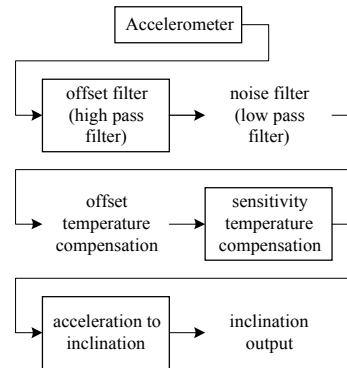 Accelerometer
offset filter
(high pass
filter)
noise filter
(low pass
filter)
offset
temperature
compensation
sensitivity
temperature
compensation
acceleration to
inclination
inclination
output